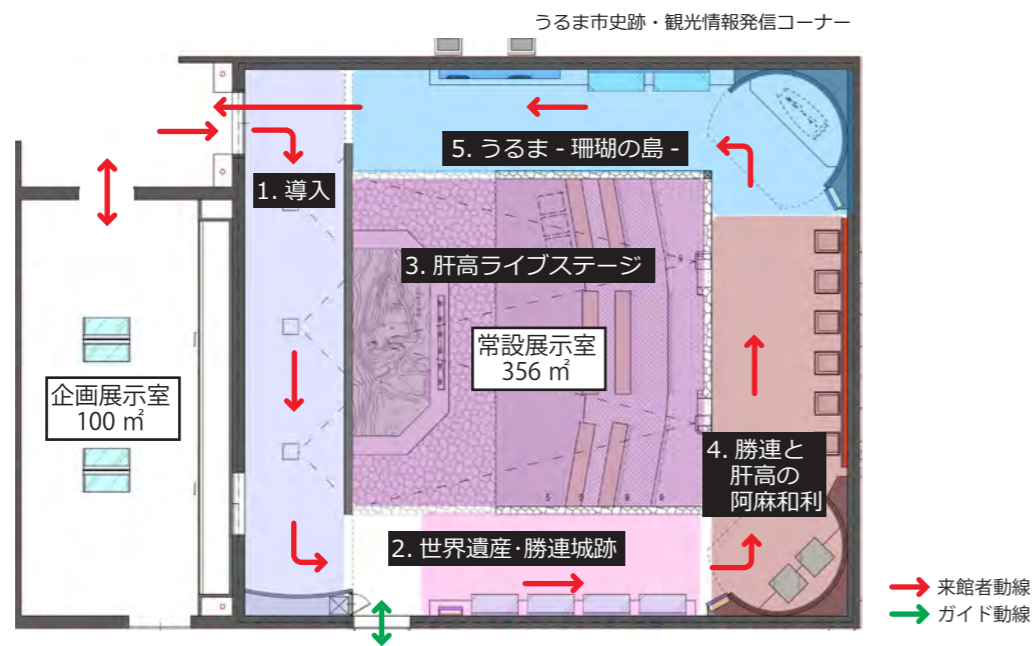 うるま市史跡・観光情報発信コーナー
5. うるま - 珊瑚の島 -
1. 導入
3. 肝高ライブステージ
常設展示室
356 ㎡
企画展示室
100 ㎡
4. 勝連と
肝高の
阿麻和利
2. 世界遺産・勝連城跡
来館者動線
ガイド動線